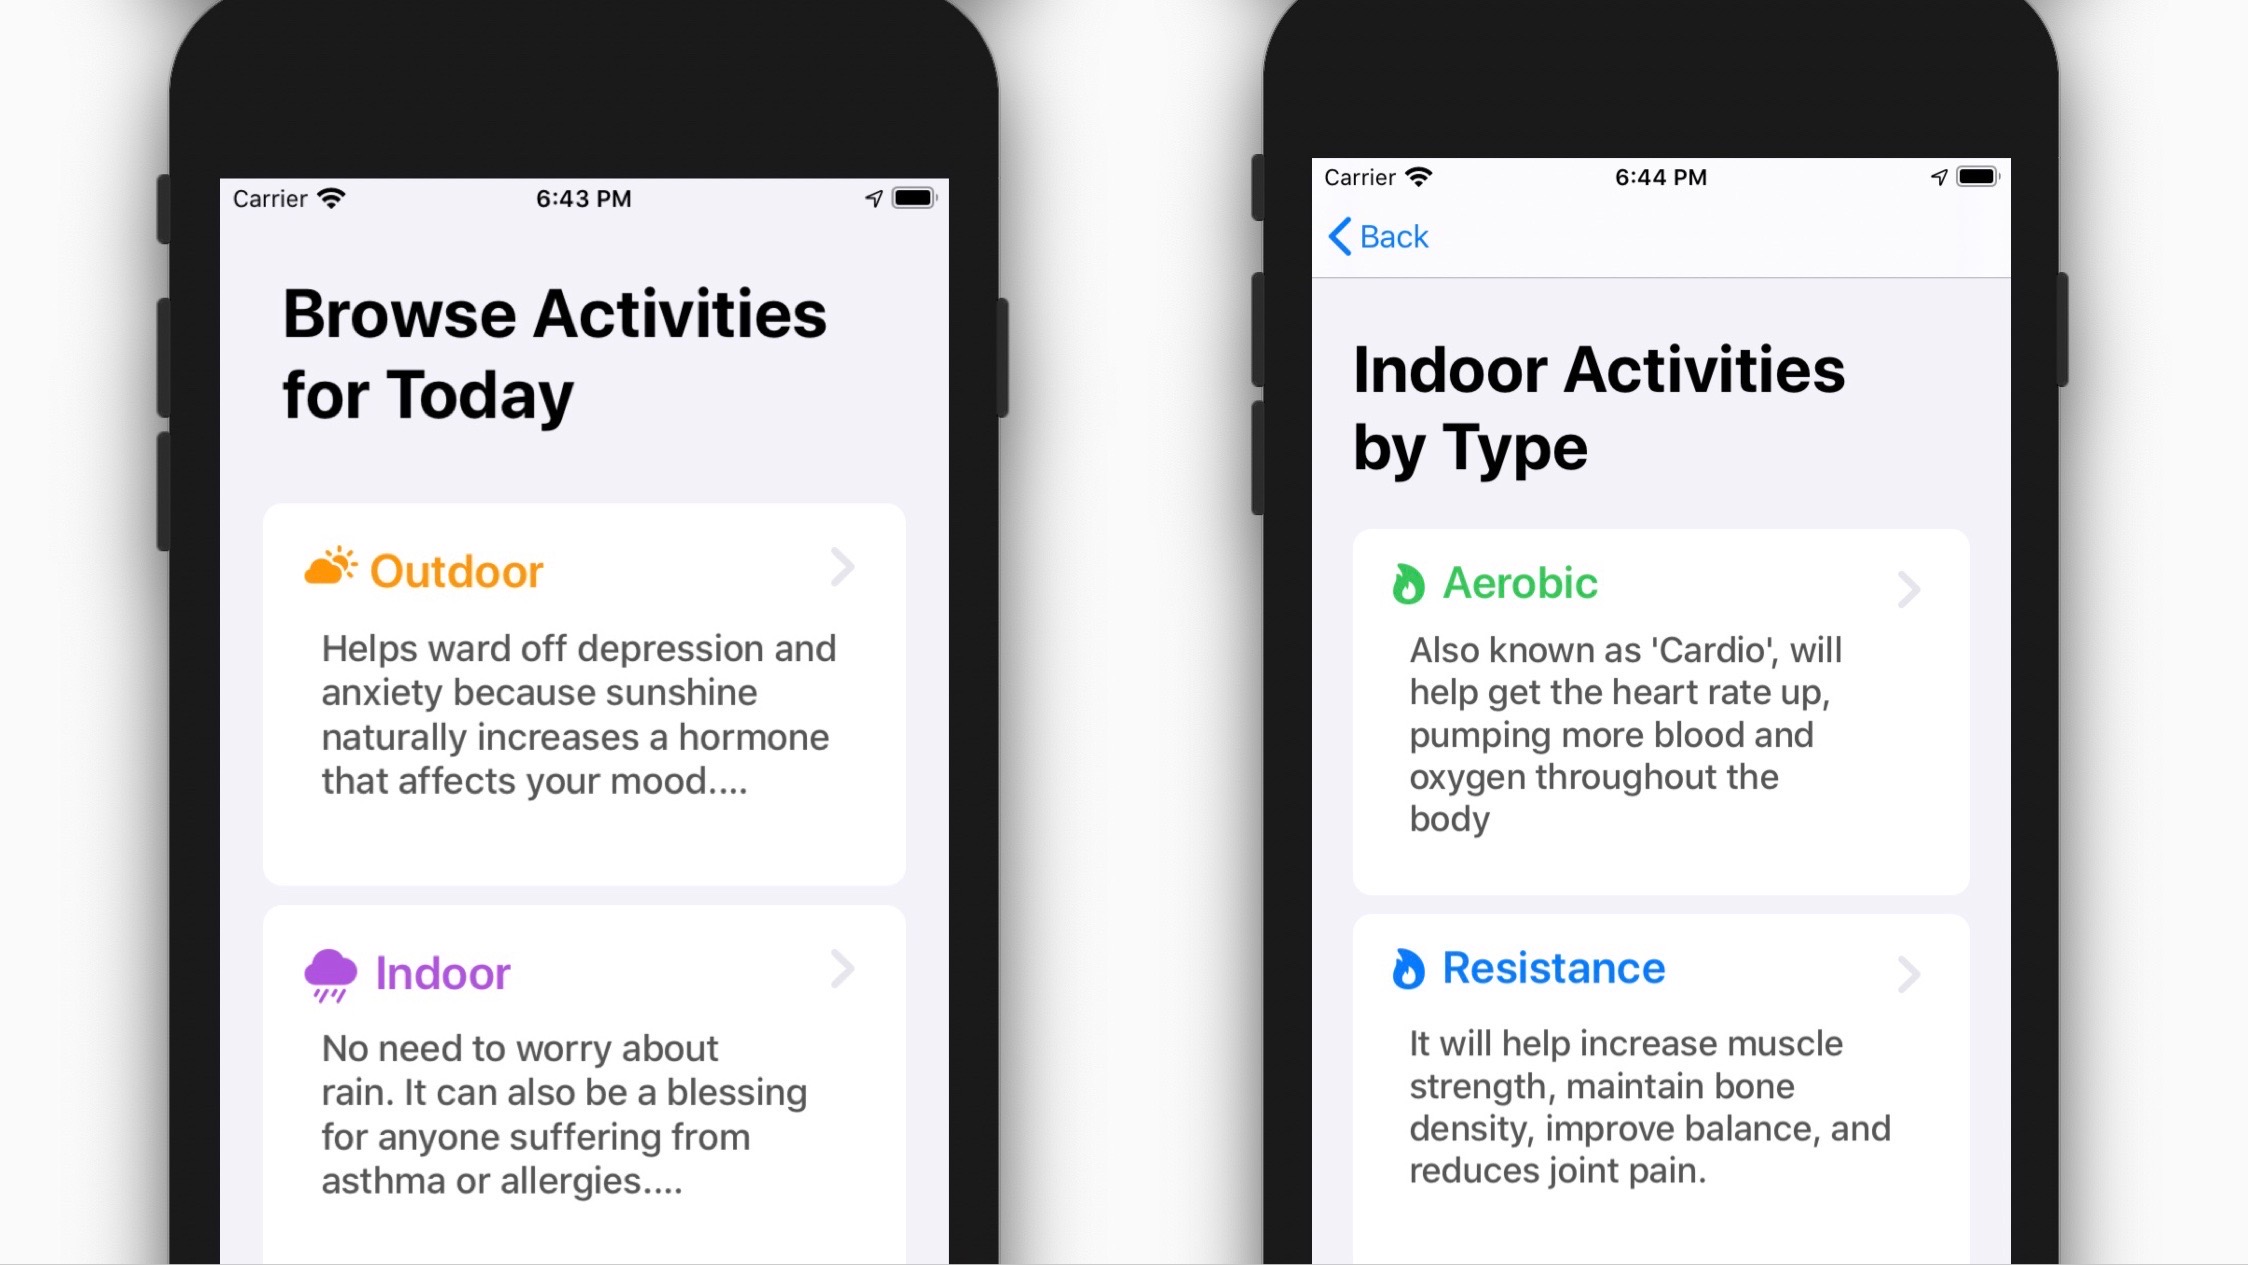 Carrier 6:43 PM
Browse Activities
for Today
Outdoor
Helps ward off depression and
anxiety because sunshine
naturally increases a hormone
that affects your mood....
Indoor
No need to worry about
rain. It can also be a blessing
for anyone suffering from
asthma or allergies....
Carrier 6:44 PM
Back
Indoor Activities
by Type
Aerobic
Also known as 'Cardio', will
help get the heart rate up,
pumping more blood and
oxygen throughout the
body
Resistance
It will help increase muscle
strength, maintain bone
density, improve balance, and
reduces joint pain.